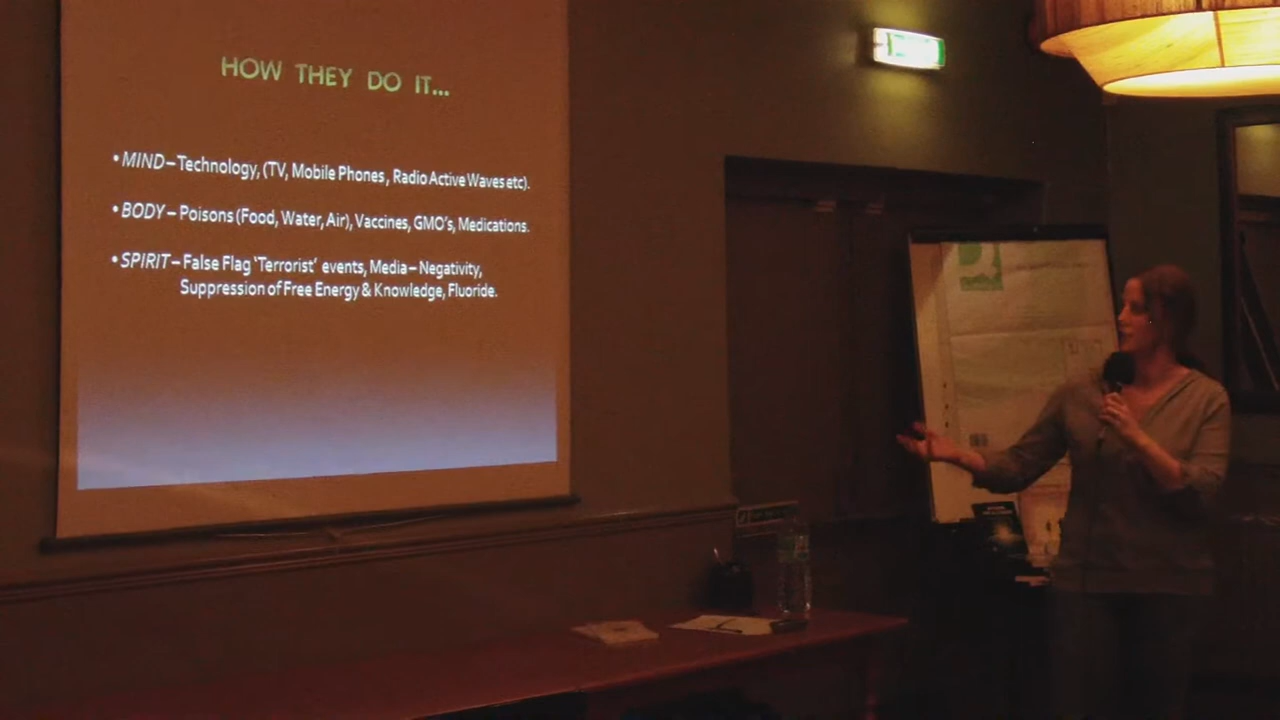 HOW THEY DO IT...
• MIND – Technology, (TV, Mobile Phones, Radio Active Waves etc).
• BODY – Poisons (Food, Water, Air), Vaccines, GMO's, Medications.
• SPIRIT – False Flag 'Terrorist' events, Media – Negativity,
Suppression of Free Energy & Knowledge, Fluoride.